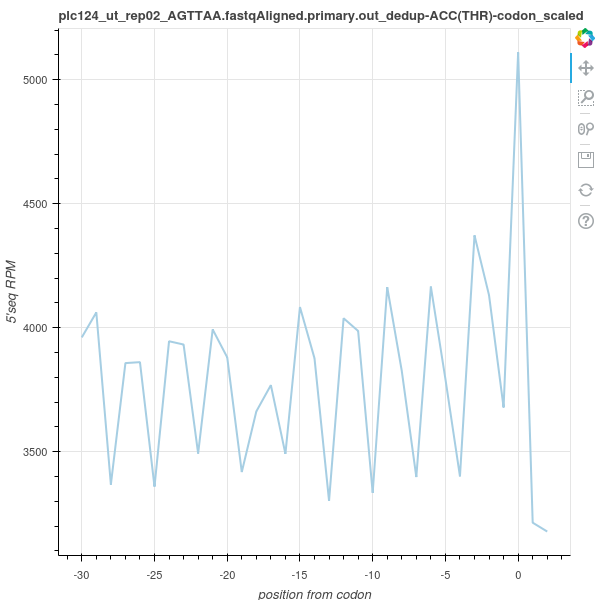 plc124_ut_rep02_AGTTAA.fastqAligned.primary.out_dedup-ACC(THR)-codon_scaled
5000
4500
4000
3500
5'seq RPM
-30 -25 -20 -15 -10 -5 0
position from codon